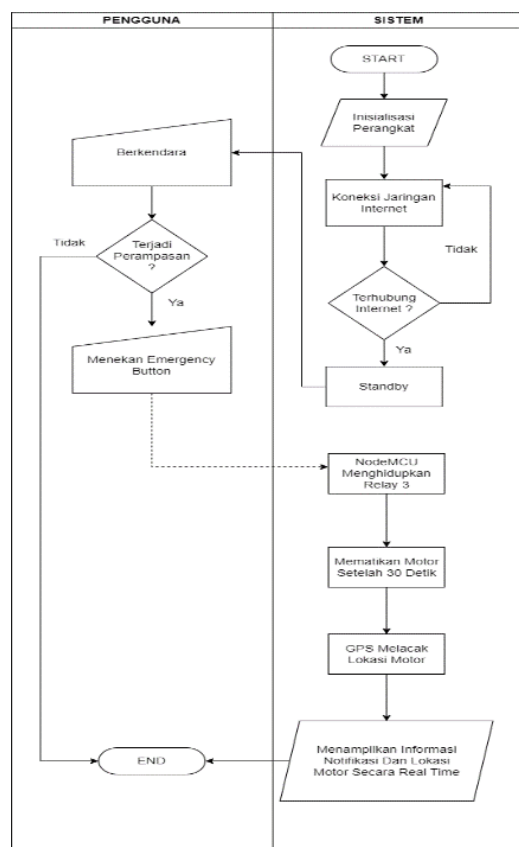 PENGGUNA
SISTEM
START
Inisialisasi
Perangkat
Koneksi Jaringan
Internet
Tidak
Terhubung
Internet ?
Ya
Standby
Berkendara
Tidak
Terjadi
Perampasan
?
Ya
Menekan Emergency
Button
NodeMCU
Menghidupkan
Relay 3
Mematikan Motor
Setelah 30 Detik
GPS Melacak
Lokasi Motor
Menampilkan Informasi
Notifikasi Dan Lokasi
Motor Secara Real Time
END